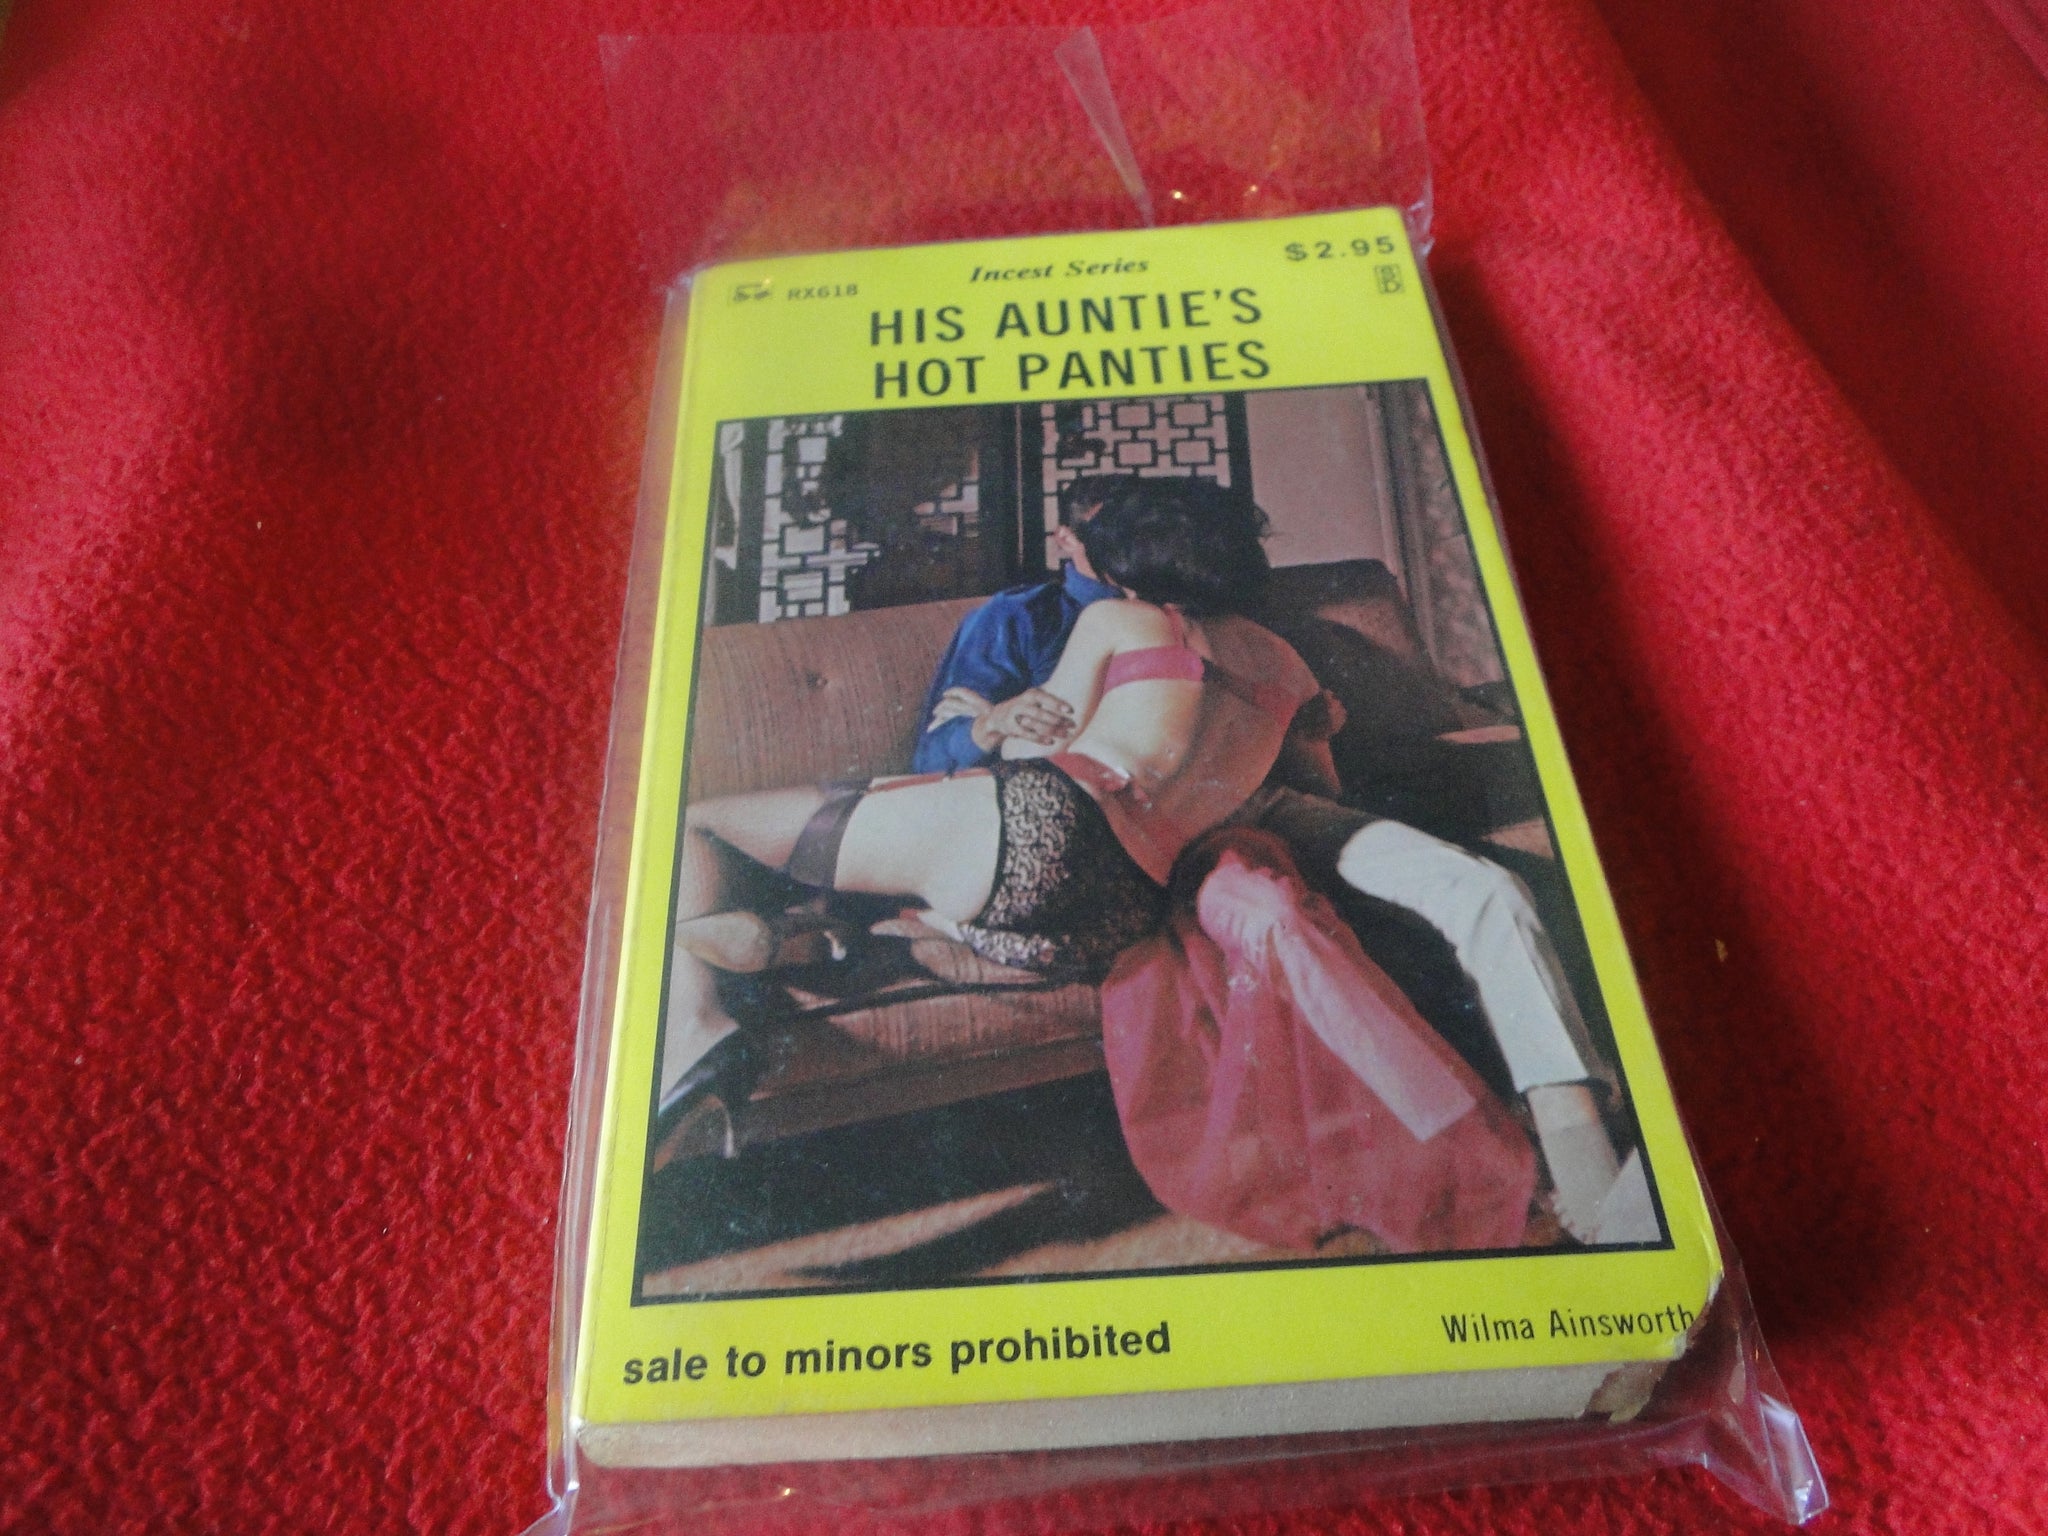 Incest Series
$2.95
RX618
HIS AUNTIE'S
HOT PANTIES
sale to minors prohibited
Wilma Ainsworth